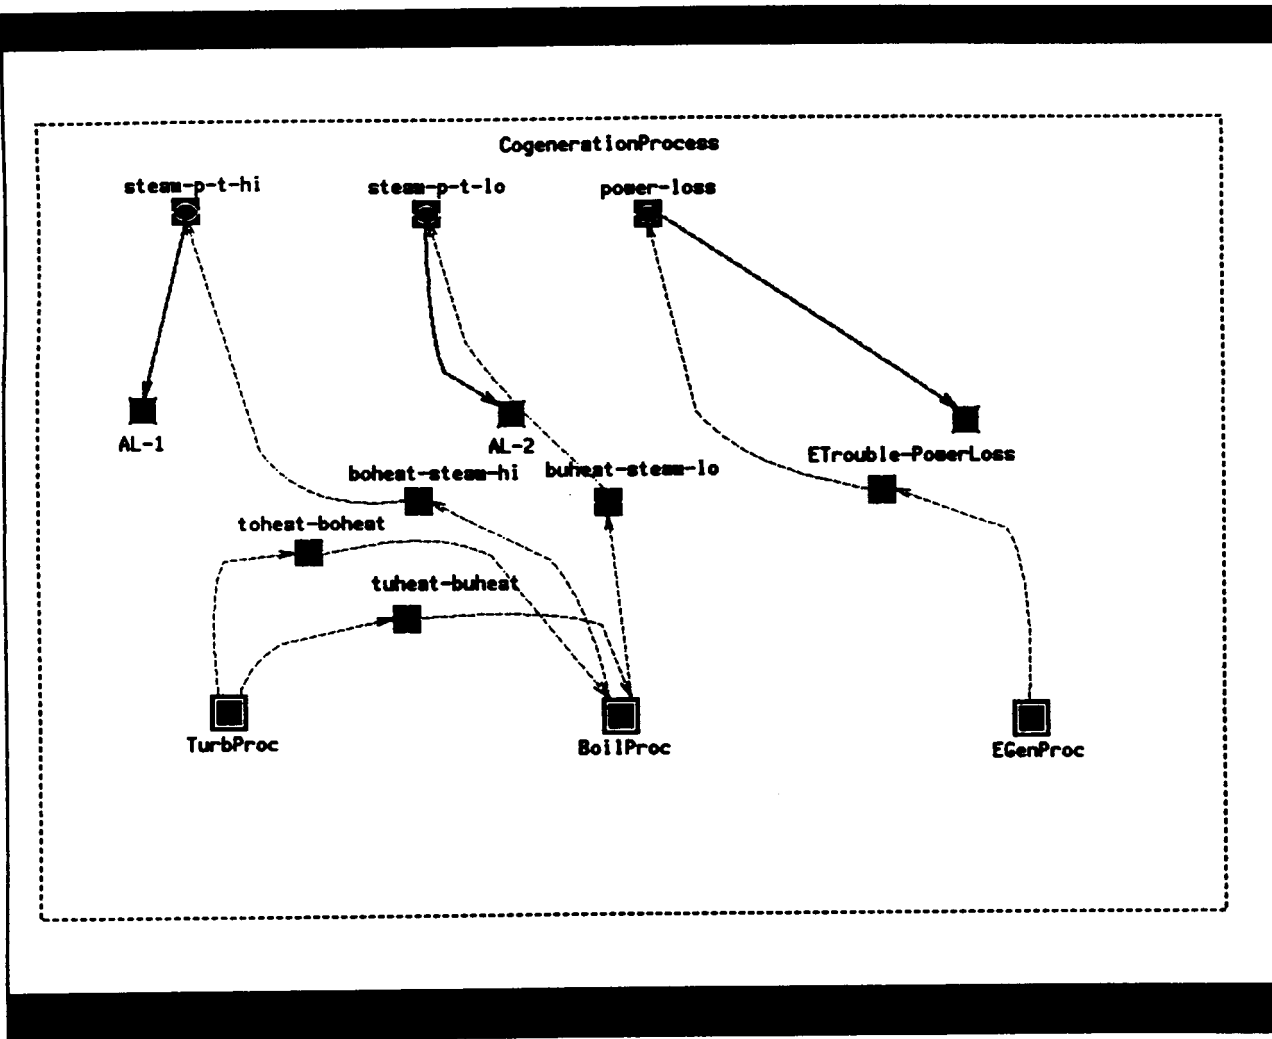 CogenerationProcess
steam-p-t-hi
steam-p-t-lo
power-loss
AL-1
AL-2
ETrouble-PowerLoss
boheat-steam-hi
buheat-steam-lo
toheat-boheat
tuheat-buheat
TurbProc
BoilProc
EGenProc